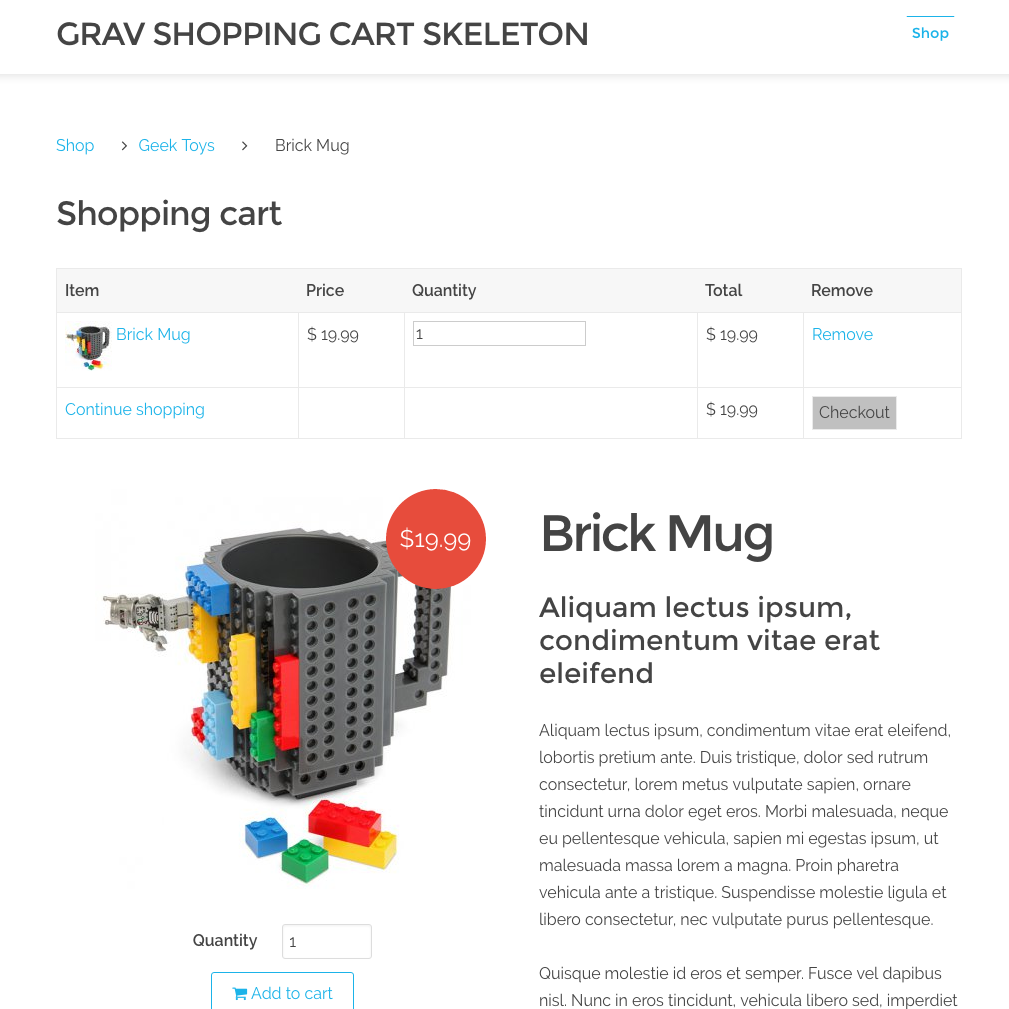 GRAV SHOPPING CART SKELETON
Shop
Shop > Geek Toys > Brick Mug
Shopping cart
Item Price Quantity Total Remove
Brick Mug $ 19.99 1 $ 19.99 Remove
Continue shopping $ 19.99 Checkout
$19.99
Quantity 1
Add to cart
Brick Mug
Aliquam lectus ipsum,
condimentum vitae erat
eleifend
Aliquam lectus ipsum, condimentum vitae erat eleifend,
lobortis pretium ante. Duis tristique, dolor sed rutrum
consectetur, lorem metus vulputate sapien, ornare
tincidunt urna dolor eget eros. Morbi malesuada, neque
eu pellentesque vehicula, sapien mi egestas ipsum, ut
malesuada massa lorem a magna. Proin pharetra
vehicula ante a tristique. Suspendisse molestie ligula et
libero consectetur, nec vulputate purus pellentesque.
Quisque molestie id eros et semper. Fusce vel dapibus
nisl. Nunc in eros tincidunt, vehicula libero sed, imperdiet